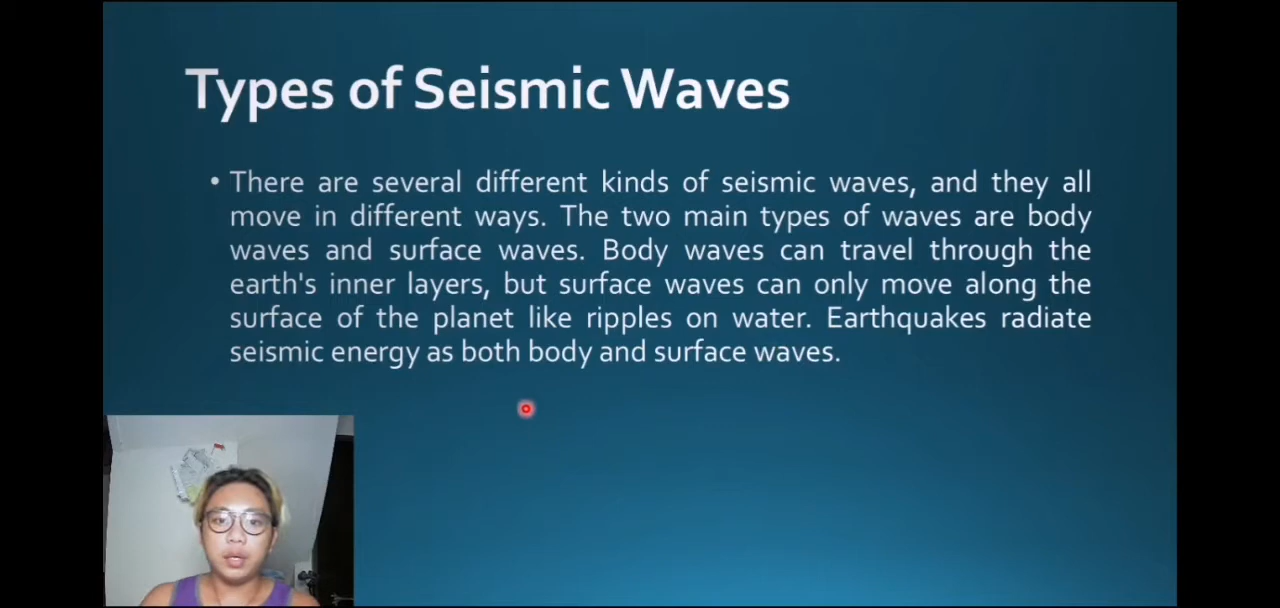 Types of Seismic Waves
• There are several different kinds of seismic waves, and they all
move in different ways. The two main types of waves are body
waves and surface waves. Body waves can travel through the
earth's inner layers, but surface waves can only move along the
surface of the planet like ripples on water. Earthquakes radiate
seismic energy as both body and surface waves.